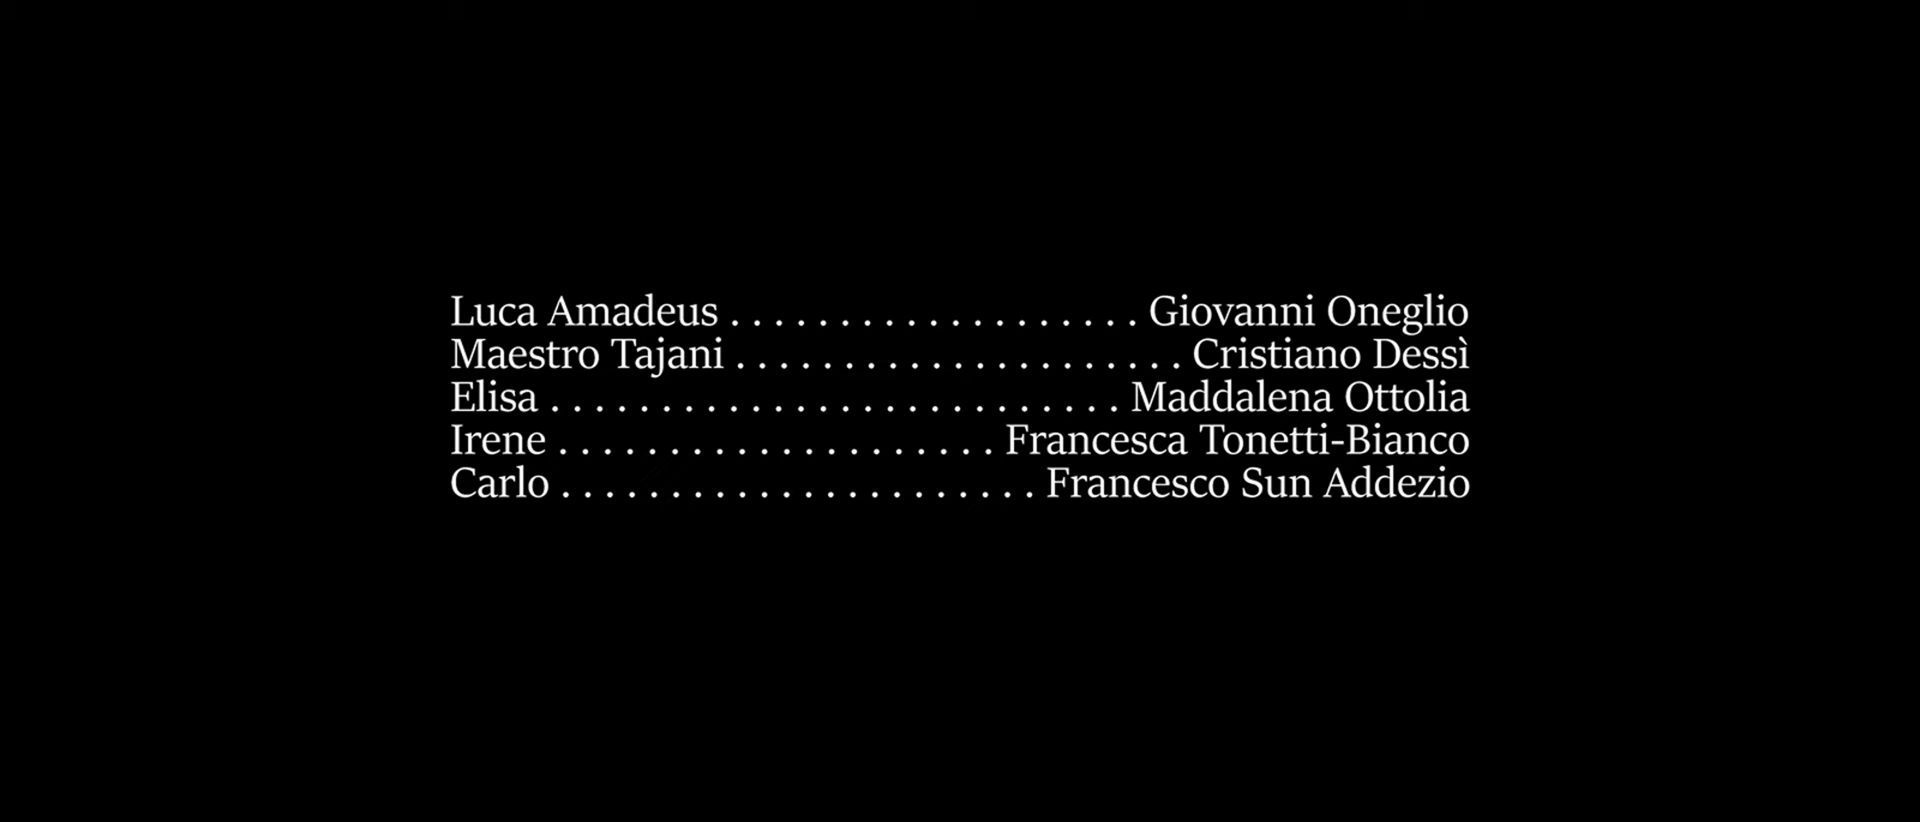 Luca Amadeus . . . . . . . . . . . . . . . . . . . Giovanni Oneglio
Maestro Tajani . . . . . . . . . . . . . . . . . . . . . Cristiano Dessì
Elisa . . . . . . . . . . . . . . . . . . . . . . . . . . Maddalena Ottolia
Irene . . . . . . . . . . . . . . . . . . . . Francesca Tonetti-Bianco
Carlo . . . . . . . . . . . . . . . . . . . . . . Francesco Sun Addezio